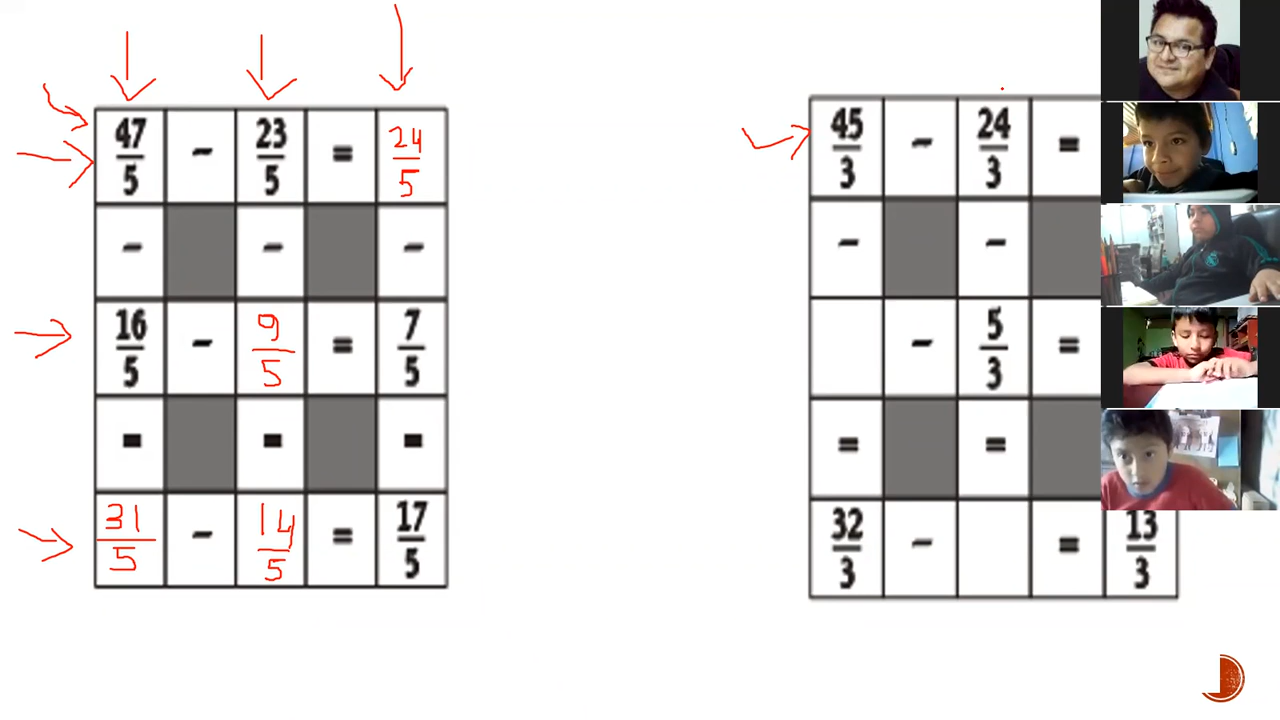 47/5 - 23/5 = 24/5
- - -
16/5 - 9/5 = 7/5
= = =
31/5 - 14/5 = 17/5
45/3 - 24/3 =
- -
- 5/3 =
= =
32/3 - = 13/3